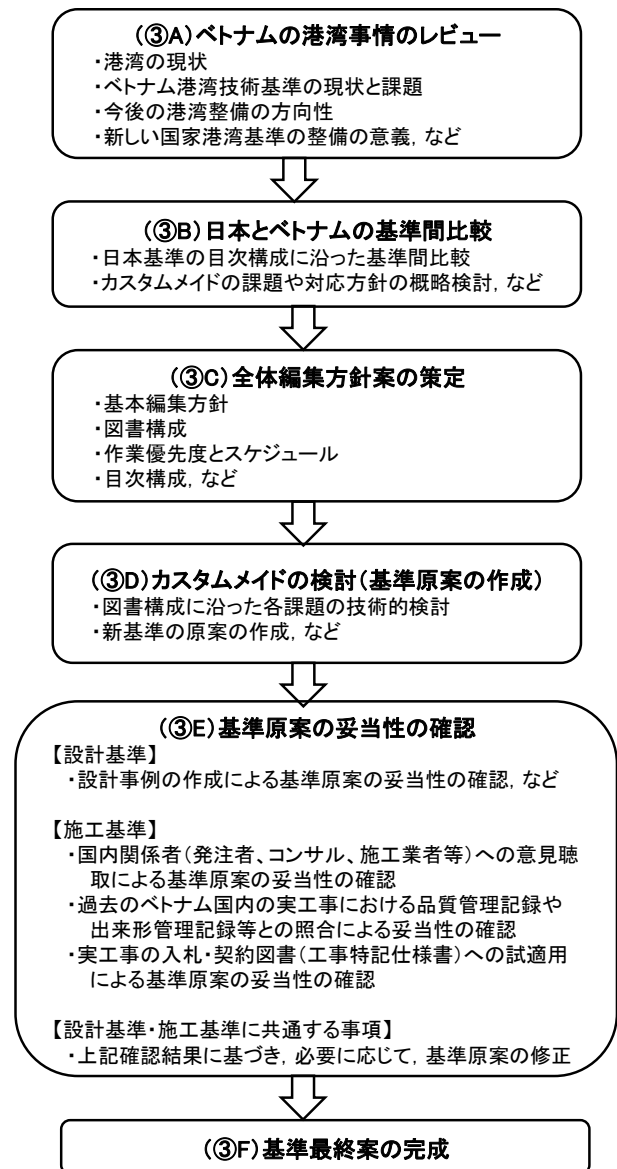 (③A)ベトナムの港湾事情のレビュー
・港湾の現状
・ベトナム港湾技術基準の現状と課題
・今後の港湾整備の方向性
・新しい国家港湾基準の整備の意義，など
(③B)日本とベトナムの基準間比較
・日本基準の目次構成に沿った基準間比較
・カスタムメイドの課題や対応方針の概略検討，など
(③C)全体編集方針案の策定
・基本編集方針
・図書構成
・作業優先度とスケジュール
・目次構成，など
(③D)カスタムメイドの検討(基準原案の作成)
・図書構成に沿った各課題の技術的検討
・新基準の原案の作成，など
(③E)基準原案の妥当性の確認
【設計基準】
・設計事例の作成による基準原案の妥当性の確認，など
【施工基準】
・国内関係者(発注者、コンサル、施工業者等)への意見聴
取による基準原案の妥当性の確認
・過去のベトナム国内の実工事における品質管理記録や
出来形管理記録等との照合による妥当性の確認
・実工事の入札・契約図書(工事特記仕様書)への試適用
による基準原案の妥当性の確認
【設計基準・施工基準に共通する事項】
・上記確認結果に基づき，必要に応じて，基準原案の修正
(③F)基準最終案の完成